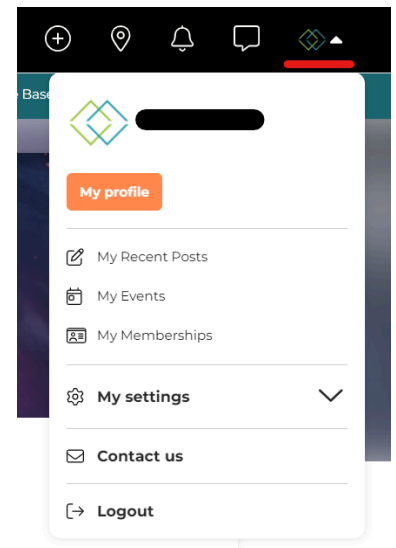 Base
My profile
My Recent Posts
My Events
My Memberships
My settings
Contact us
Logout